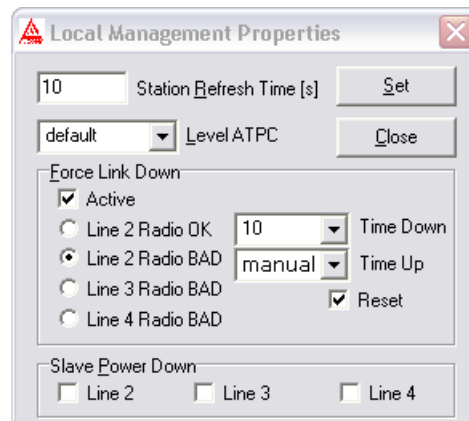 Local Management Properties
10 Station Refresh Time [s] Set
default Level ATPC Close
Force Link Down
Active
Line 2 Radio OK 10 Time Down
Line 2 Radio BAD manual Time Up
Line 3 Radio BAD Reset
Line 4 Radio BAD
Slave Power Down
Line 2 Line 3 Line 4